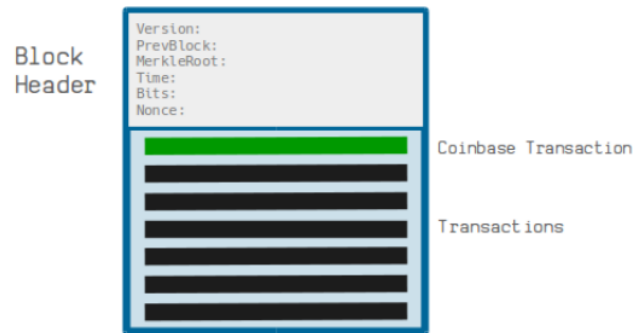 Block
Header
Version:
PrevBlock:
MerkleRoot:
Time:
Bits:
Nonce:
Coinbase Transaction
Transactions